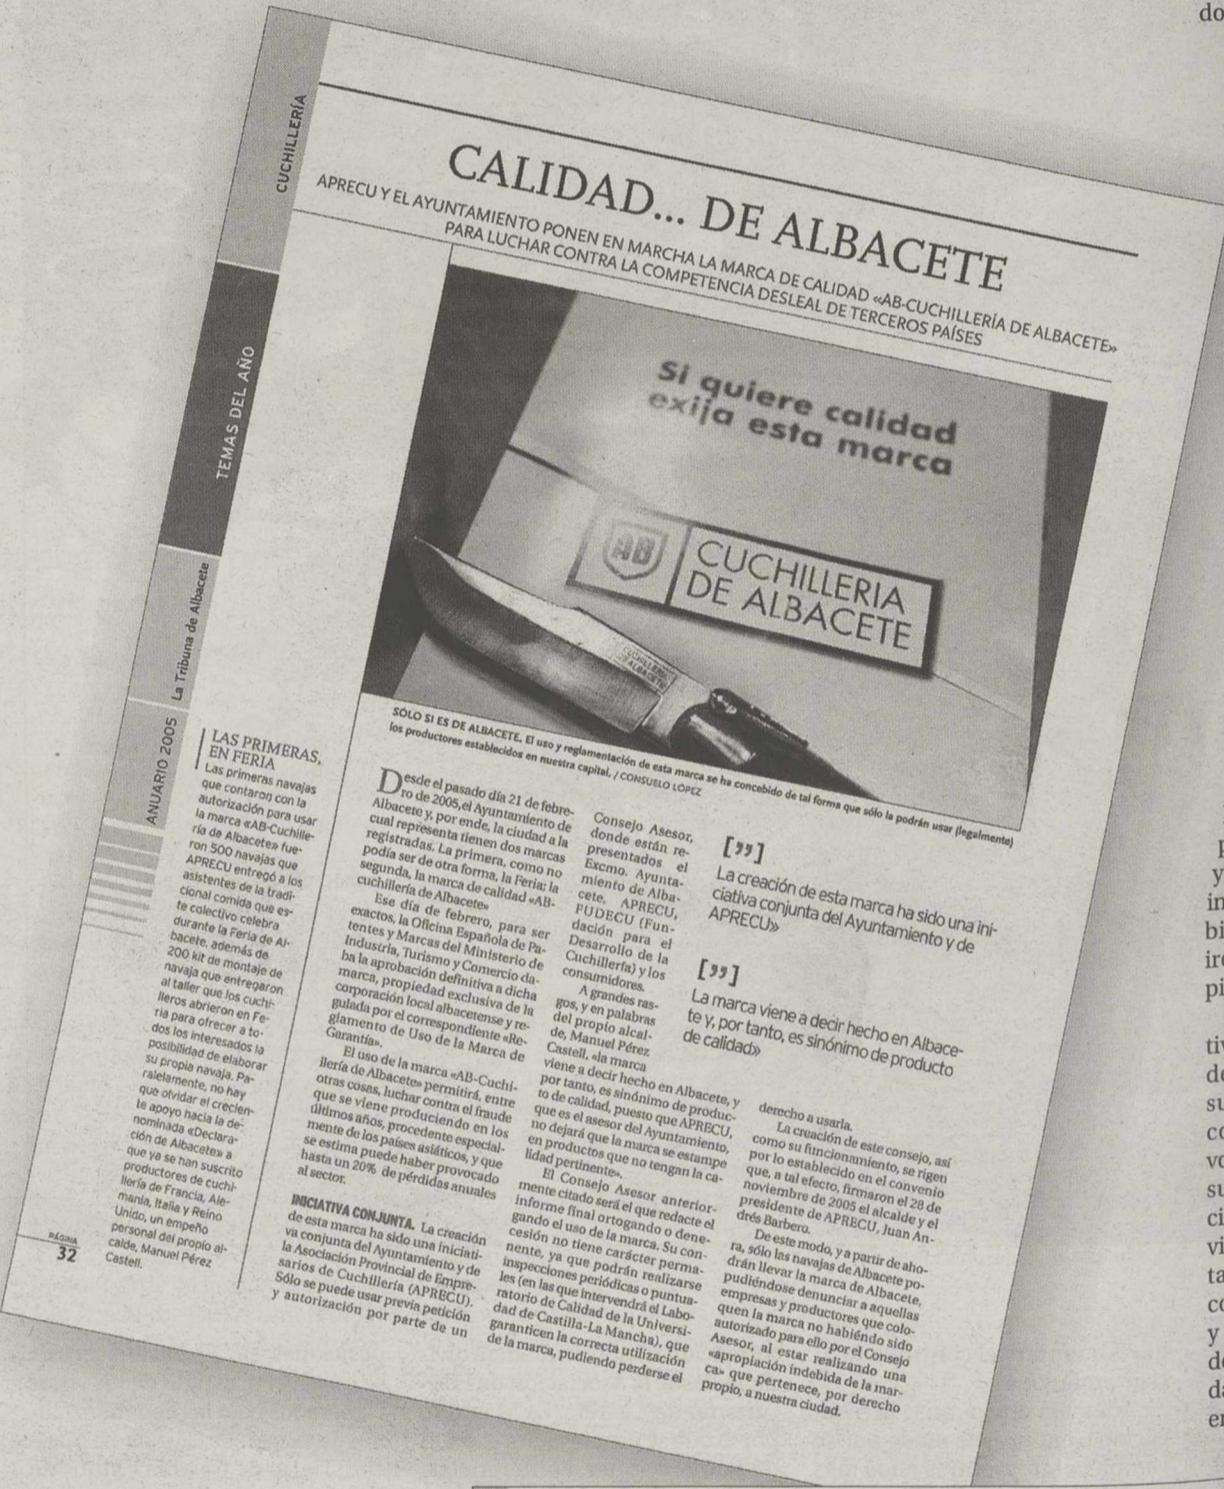 CUCHILLERÍA
TEMAS DEL AÑO
La Tribuna de Albacete
ANUARIO 2005
CALIDAD... DE ALBACETE
APRECU Y EL AYUNTAMIENTO PONEN EN MARCHA LA MARCA DE CALIDAD «AB-CUCHILLERÍA DE ALBACETE»
PARA LUCHAR CONTRA LA COMPETENCIA DESLEAL DE TERCEROS PAÍSES
Si quiere calidad
exija esta marca
AB
CUCHILLERIA
DE ALBACETE
CUCHILLERIA
DE ALBACETE
SÓLO SI ES DE ALBACETE. El uso y reglamentación de esta marca se ha concebido de tal forma que sólo la podrán usar (legalmente)
los productores establecidos en nuestra capital. / CONSUELO LÓPEZ
LAS PRIMERAS,
EN FERIA
Las primeras navajas
que contaron con la
autorización para usar
la marca «AB-Cuchille-
ría de Albacete» fue-
ron 500 navajas que
APRECU entregó a los
asistentes de la tradi-
cional comida que es-
te colectivo celebra
durante la Feria de Al-
bacete, además de
200 kit de montaje de
navaja que entregaron
al taller que los cuchi-
lleros abrieron en Fe-
ria para ofrecer a to-
dos los interesados la
posibilidad de elaborar
su propia navaja. Pa-
ralelamente, no hay
que olvidar el crecien-
te apoyo hacia la de-
nominada «Declara-
ción de Albacete» a
que ya se han suscrito
productores de cuchi-
llería de Francia, Ale-
mania, Italia y Reino
Unido, un empeño
personal del propio al-
calde, Manuel Pérez
Castell.
PÁGINA
32
Desde el pasado día 21 de febre-
ro de 2005,el Ayuntamiento de
Albacete y, por ende, la ciudad a la
cual representa tienen dos marcas
registradas. La primera, como no
podía ser de otra forma, la Feria; la
segunda, la marca de calidad «AB-
cuchillería de Albacete»
Ese día de febrero, para ser
exactos, la Oficina Española de Pa-
tentes y Marcas del Ministerio de
Industria, Turismo y Comercio da-
ba la aprobación definitiva a dicha
marca, propiedad exclusiva de la
corporación local albacetense y re-
gulada por el correspondiente «Re-
glamento de Uso de la Marca de
Garantía».
El uso de la marca «AB-Cuchi-
llería de Albacete» permitirá, entre
otras cosas, luchar contra el fraude
que se viene produciendo en los
últimos años, procedente especial-
mente de los países asiáticos, y que
se estima puede haber provocado
hasta un 20% de pérdidas anuales
al sector.
INICIATIVA CONJUNTA. La creación
de esta marca ha sido una iniciati-
va conjunta del Ayuntamiento y de
la Asociación Provincial de Empre-
sarios de Cuchillería (APRECU).
Sólo se puede usar previa petición
y autorización por parte de un
Consejo Asesor,
donde están re-
presentados el
Excmo. Ayunta-
miento de Alba-
cete, APRECU,
FUDECU (Fun-
dación para el
Desarrollo de la
Cuchillería) y los
consumidores.
A grandes ras-
gos, y en palabras
del propio alcal-
de, Manuel Pérez
Castell, «la marca
viene a decir hecho en Albacete, y
por tanto, es sinónimo de produc-
to de calidad, puesto que APRECU,
que es el asesor del Ayuntamiento,
no dejará que la marca se estampe
en productos que no tengan la ca-
lidad pertinente».
El Consejo Asesor anterior-
mente citado será el que redacte el
informe final ortogando o dene-
gando el uso de la marca. Su con-
cesión no tiene carácter perma-
nente, ya que podrán realizarse
inspecciones periódicas o puntua-
les (en las que intervendrá el Labo-
ratorio de Calidad de la Universi-
dad de Castilla-La Mancha), que
garanticen la correcta utilización
de la marca, pudiendo perderse el
[”]
La creación de esta marca ha sido una ini-
ciativa conjunta del Ayuntamiento y de
APRECU»
[”]
La marca viene a decir hecho en Albace-
te y, por tanto, es sinónimo de producto
de calidad»
derecho a usarla.
La creación de este consejo, así
como su funcionamiento, se rigen
por lo establecido en el convenio
que, a tal efecto, firmaron el 28 de
noviembre de 2005 el alcalde y el
presidente de APRECU, Juan An-
drés Barbero.
De este modo, y a partir de aho-
ra, sólo las navajas de Albacete po-
drán llevar la marca de Albacete,
pudiéndose denunciar a aquellas
empresas y productores que colo-
quen la marca no habiéndo sido
autorizado para ello por el Consejo
Asesor, al estar realizando una
«apropiación indebida de la mar-
ca» que pertenece, por derecho
propio, a nuestra ciudad.